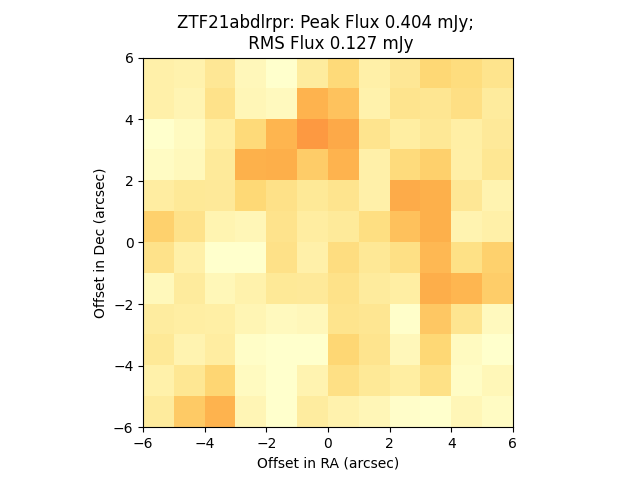 ZTF21abdlrpr: Peak Flux 0.404 mJy;
RMS Flux 0.127 mJy
6
4
2
0
−2
−4
−6
Offset in Dec (arcsec)
−6 −4 −2 0 2 4 6
Offset in RA (arcsec)